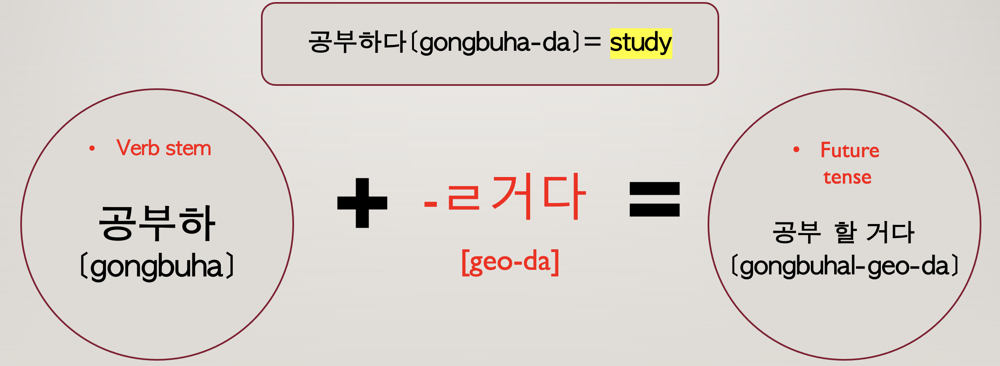 공부하다〔gongbuha-da〕= study
• Verb stem
공부하
〔gongbuha〕
+
-ㄹ거다
[geo-da]
=
• Future
tense
공부 할 거다
〔gongbuhal-geo-da〕